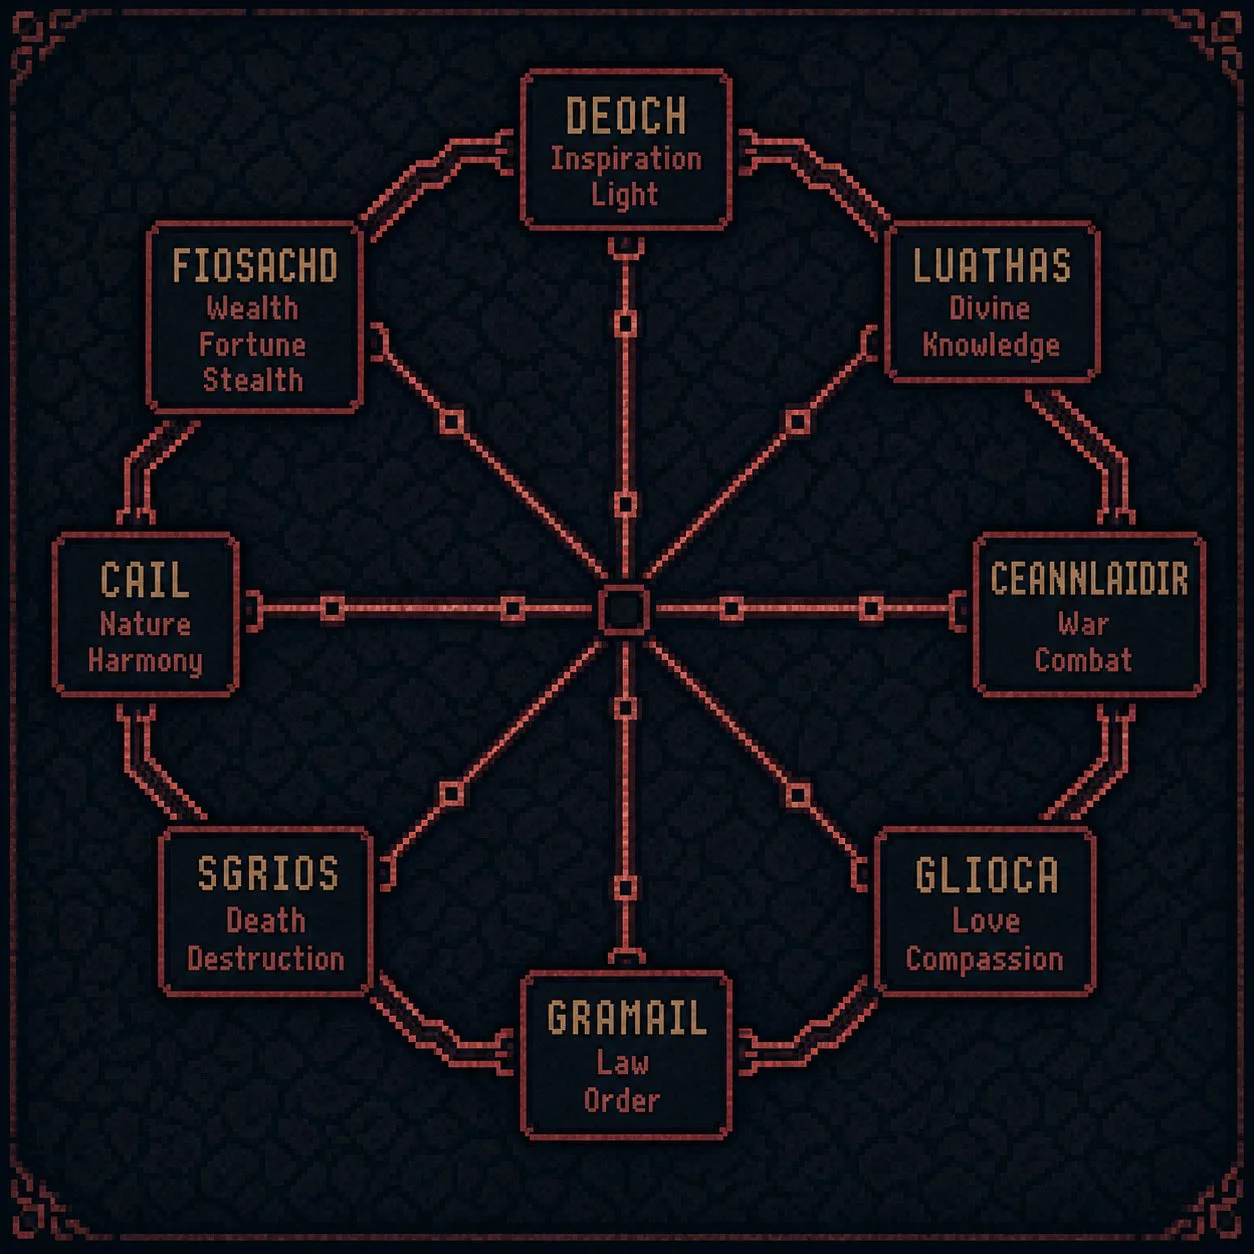 DEOCH
Inspiration
Light
FIOSACHD
Wealth
Fortune
Stealth
LUATHAS
Divine
Knowledge
CAIL
Nature
Harmony
CEANNLAIDIR
War
Combat
SGRIOS
Death
Destruction
GLIOCA
Love
Compassion
GRAMAIL
Law
Order